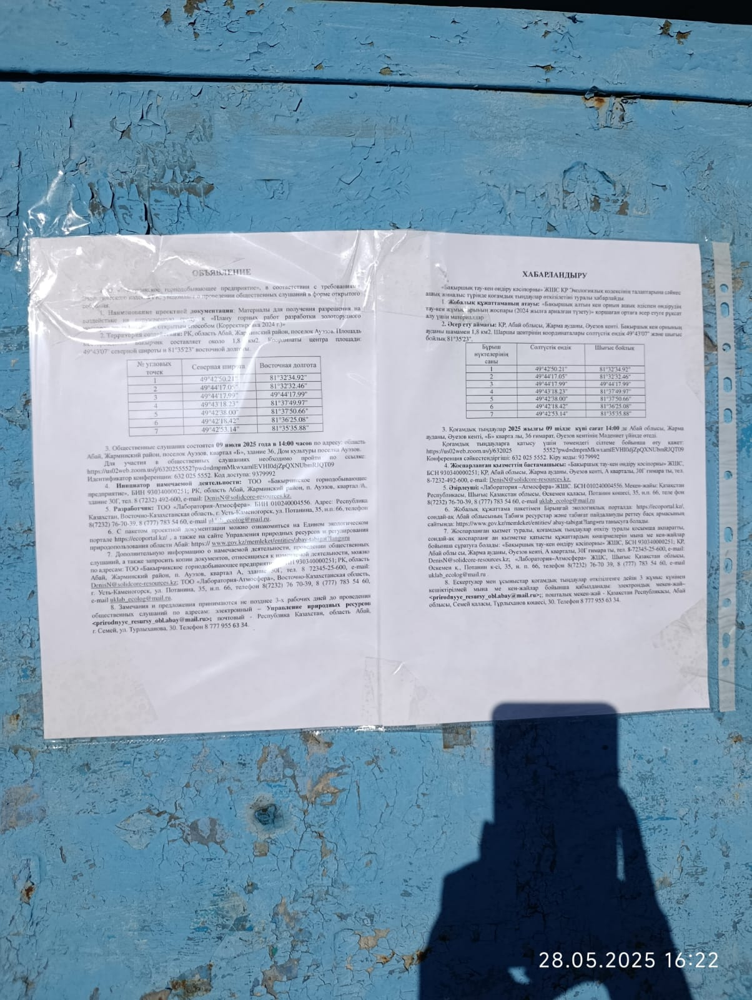 ОБЪЯВЛЕНИЕ
горнодобывающее предприятие», в соответствии с требованиями
о проведении общественных слушаний в форме открытого
собрания.
1. Наименование проектной документации: Материалы для получения разрешения на
воздействие на окружающую среду к «Плану горных работ разработки золоторудного
открытым способом (Корректировка 2024 г.)»
2. Территория РК, область Абай, Жарминский район, поселок Ауэзов. Площадь
Бакырчик составляет около 1,8 км2. Координаты центра площади:
49°43'07" северной широты и 81°35'23" восточной долготы.
№ угловых точек Северная широта Восточная долгота
1 49°42'50.21" 81°32'34.92"
2 49°44'17.05" 81°32'32.46"
3 49°44'17.99" 49°44'17.99"
4 49°43'18.23" 81°37'49.97"
5 49°42'38.00" 81°37'50.66"
6 49°42'18.42" 81°36'25.08"
7 49°42'53.14" 81°35'35.88"
3. Общественные слушания состоятся 09 июля 2025 года в 14:00 часов по адресу: область
Абай, Жарминский район, поселок Ауэзов, квартал «Б», здание 36, Дом культуры поселка Ауэзов.
Для участия в общественных слушаниях необходимо пройти по ссылке:
https://us02web.zoom.us/j/6320255552?pwd=dmpmMkwxamlEVHI0djZpQXNUbmRJQT09
Идентификатор конференции: 632 025 5552. Код доступа: 9379992
4. Инициатор намечаемой деятельности: ТОО «Бакырчикское горнодобывающее
предприятие», БИН 930340000251; РК, область Абай, Жарминский район, п. Ауэзов, квартал А,
здание 30Г, тел. 8 (7232) 492-600, e-mail: DenisN@solidcore-resources.kz.
5. Разработчик: ТОО «Лаборатория-Атмосфера». БИН 010240004556. Адрес: Республика
Казахстан, Восточно-Казахстанская область, г. Усть-Каменогорск, ул. Потанина, 35, н.п. 66, телефон
8(7232) 76-70-39, 8 (777) 783 54 60, e-mail uklab_ecolog@mail.ru.
6. С пакетом проектной документации можно ознакомиться на Едином экологическом
портале https://ecoportal.kz/ , а также на сайте Управления природных ресурсов и регулирования
природопользования области Абай: https:// www.gov.kz/memleket/entities/abay-tabigat?lang=ru
7. Дополнительную информацию о намечаемой деятельности, проведении общественных
слушаний, а также запросить копии документов, относящихся к намечаемой деятельности, можно
по адресам: ТОО «Бакырчикское горнодобывающее предприятие» 930340000251; РК, область
Абай, Жарминский район, п. Ауэзов, квартал А, здание 30Г, тел. 8 72345-25-600, e-mail:
DenisN@solidcore-resources.kz; ТОО «Лаборатория-Атмосфера», Восточно-Казахстанская область,
г. Усть-Каменогорск, ул. Потанина, 35, н.п. 66, телефон 8(7232) 76 70-39, 8 (777) 783 54 60,
e-mail uklab_ecolog@mail.ru.
8. Замечания и предложения принимаются не позднее 3-х рабочих дней до проведения
общественных слушаний по адресам: электронный – Управление природных ресурсов
<prirodnyye_resursy_obl.abay@mail.ru>; почтовый - Республика Казахстан, область Абай,
г. Семей, ул. Турлыханова, 30. Телефон 8 777 955 63 34.
ХАБАРЛАНДЫРУ
«Бакыршық тау-кен өндіру кәсіпорны» ЖШС ҚР Экологиялық кодексінің талаптарына сәйкес
ашық жиналыс түрінде қоғамдық тыңдаулар өткізілетіні туралы хабарлайды.
1. Жобалық құжаттаманың атауы: «Бакыршық алтын кен орнын ашық әдіспен өндірудің
тау-кен жұмыстарының жоспары (2024 жылға арналған түзету)» қоршаған ортаға әсер етуге рұқсат
алу үшін материалдар
2. Әсер ету аймағы: ҚР, Абай облысы, Жарма ауданы, Әуезов кенті. Бакыршық кен орнының
ауданы шамамен 1,8 км2. Шаршы центрінің координаталары солтүстік ендік 49°43'07" және шығыс
бойлық 81°35'23".
Бұрыш нүктелерінің саны Солтүстік ендік Шығыс бойлық
1 49°42'50.21" 81°32'34.92"
2 49°44'17.05" 81°32'32.46"
3 49°44'17.99" 49°44'17.99"
4 49°43'18.23" 81°37'49.97"
5 49°42'38.00" 81°37'50.66"
6 49°42'18.42" 81°36'25.08"
7 49°42'53.14" 81°35'35.88"
3. Қоғамдық тыңдаулар 2025 жылғы 09 шілде күні сағат 14:00 де Абай облысы, Жарма
ауданы, Әуезов кенті, «Б» кварталы, 36 ғимарат, Әуезов кентінің Мәдениет үйінде өтеді.
Қоғамдық тыңдауларға қатысу үшін төмендегі сілтеме бойынша өту қажет:
https://us02web.zoom.us/j/632025 5552?pwd=dmpmMkwxamlEVHI0djZpQXNUbmRJQT09
Конференция сәйкестендіргіші: 632 025 5552. Кіру коды: 9379992
4. Жоспарланған қызметтің бастамашысы: «Бакыршық тау-кен өндіру кәсіпорны» ЖШС,
БСН 930340000251; ҚР, Абай облысы, Жарма ауданы, Әуезов кенті, А кварталы, 30Г ғимара ты, тел.
8-7232-492-600, e-mail: DenisN@solidcore-resources.kz.
5. Әзірлеуші: «Лаборатория –Атмосфера» ЖШС. БСН 010240004556. Мекен-жайы: Қазақстан
Республикасы, Шығыс Қазақстан облысы, Өскемен қаласы, Потанин көшесі, 35, н.п. 66, теле фон
8(7232) 76-70-39, 8 (777) 783 54 60, e-mail uklab_ecolog@mail.ru
6. Жобалық құжаттама пакетімен Бірыңғай экологиялық порталда: https://ecoportal.kz/,
сондай-ақ Абай облысының Табиғи ресурстар және табиғат пайдалануды реттеу басқ армасының
сайтында: https://www.gov.kz/memleket/entities/ abay-tabigat?lang=ru танысуға болады.
7. Жоспарланған қызмет туралы, қоғамдық тыңдаулар өткізу туралы қосымша ақпаратты,
сондай-ақ жоспарланғ ан қызметке қатысты құжаттардың көшірмелерін мына ме кен-жайлар
бойынша сұратуға болады: «Бакыршық тау-кен өндіру кәсіпорны» ЖШС, БСН 930340000251; ҚР,
Абай облы сы, Жарма ауданы, Әуезов кенті, А кварталы, 30Г ғимара ты, тел. 8-72345-25-600, e-mail:
DenisN@solidcore-resources.kz; «Лаборатория–Атмосфера» ЖШС, Шығыс Қазақстан облысы,
Өскемен қ., Потанин к-сі, 35, н. п. 66, телефон 8(7232) 76-70 39, 8 (777) 783 54 60, e-mail
uklab_ecolog@mail.ru .
8. Ескертулер мен ұсыныстар қоғамдық тыңдаулар өткізілгенге дейін 3 жұмыс күнінен
кешіктірілмей мына ме кен-жайлар бойынша қабылданады: электрондық мекен-жай–
<prirodnyye_resursy_obl.abay@mail.ru>;; пошталық мекен-жай - Қазақстан Республикасы, Абай
облысы, Семей қаласы, Тұрлыханов көшесі, 30. Телефон 8 777 955 63 34.
28.05.2025 16:22